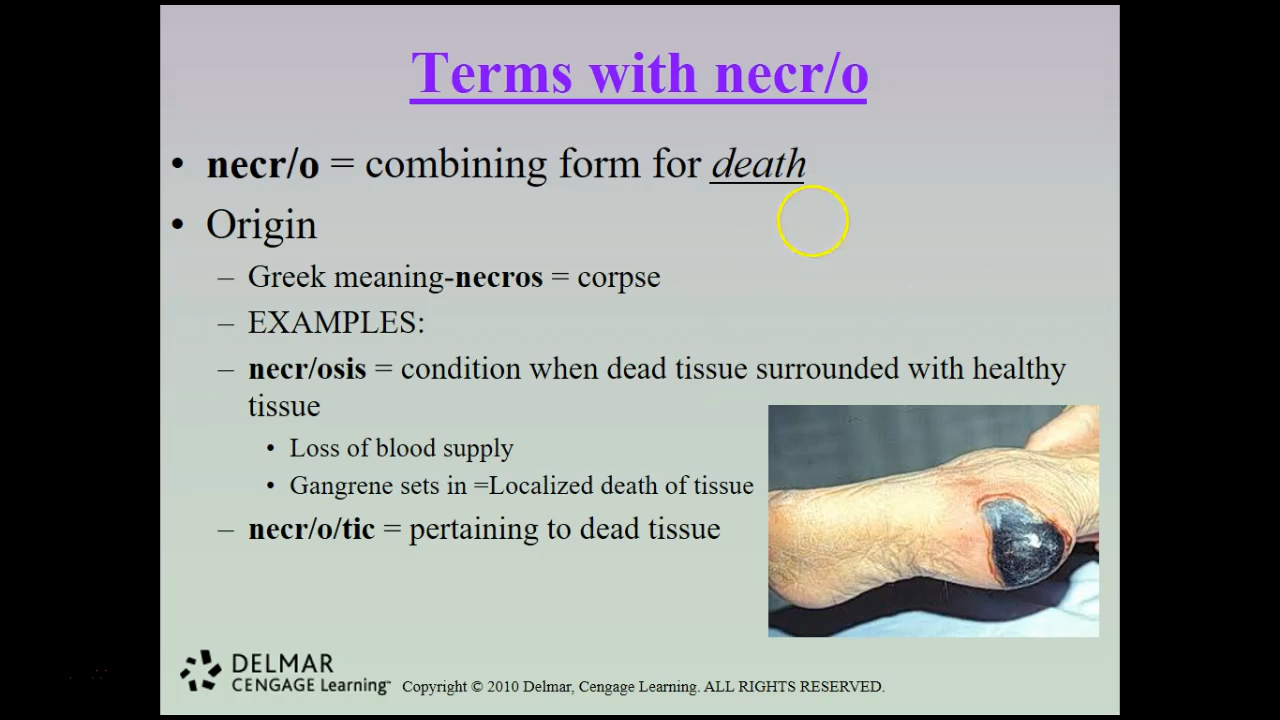 Terms with necr/o
• necr/o = combining form for death
• Origin
– Greek meaning-necros = corpse
– EXAMPLES:
– necr/osis = condition when dead tissue surrounded with healthy
tissue
• Loss of blood supply
• Gangrene sets in =Localized death of tissue
– necr/o/tic = pertaining to dead tissue
DELMAR
CENGAGE Learning™
Copyright © 2010 Delmar, Cengage Learning. ALL RIGHTS RESERVED.